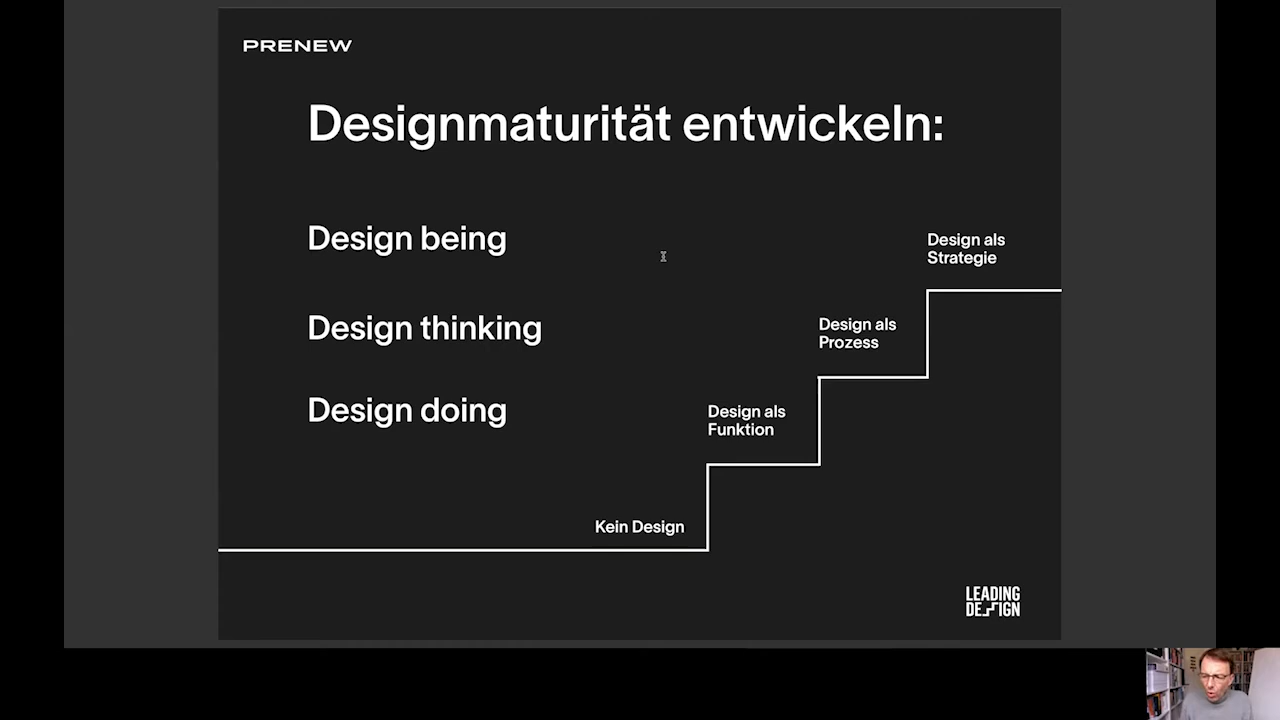 PRENEW
Designmaturität entwickeln:
Design being
Design thinking
Design doing
Design als
Strategie
Design als
Prozess
Design als
Funktion
Kein Design
LEADING
DESIGN